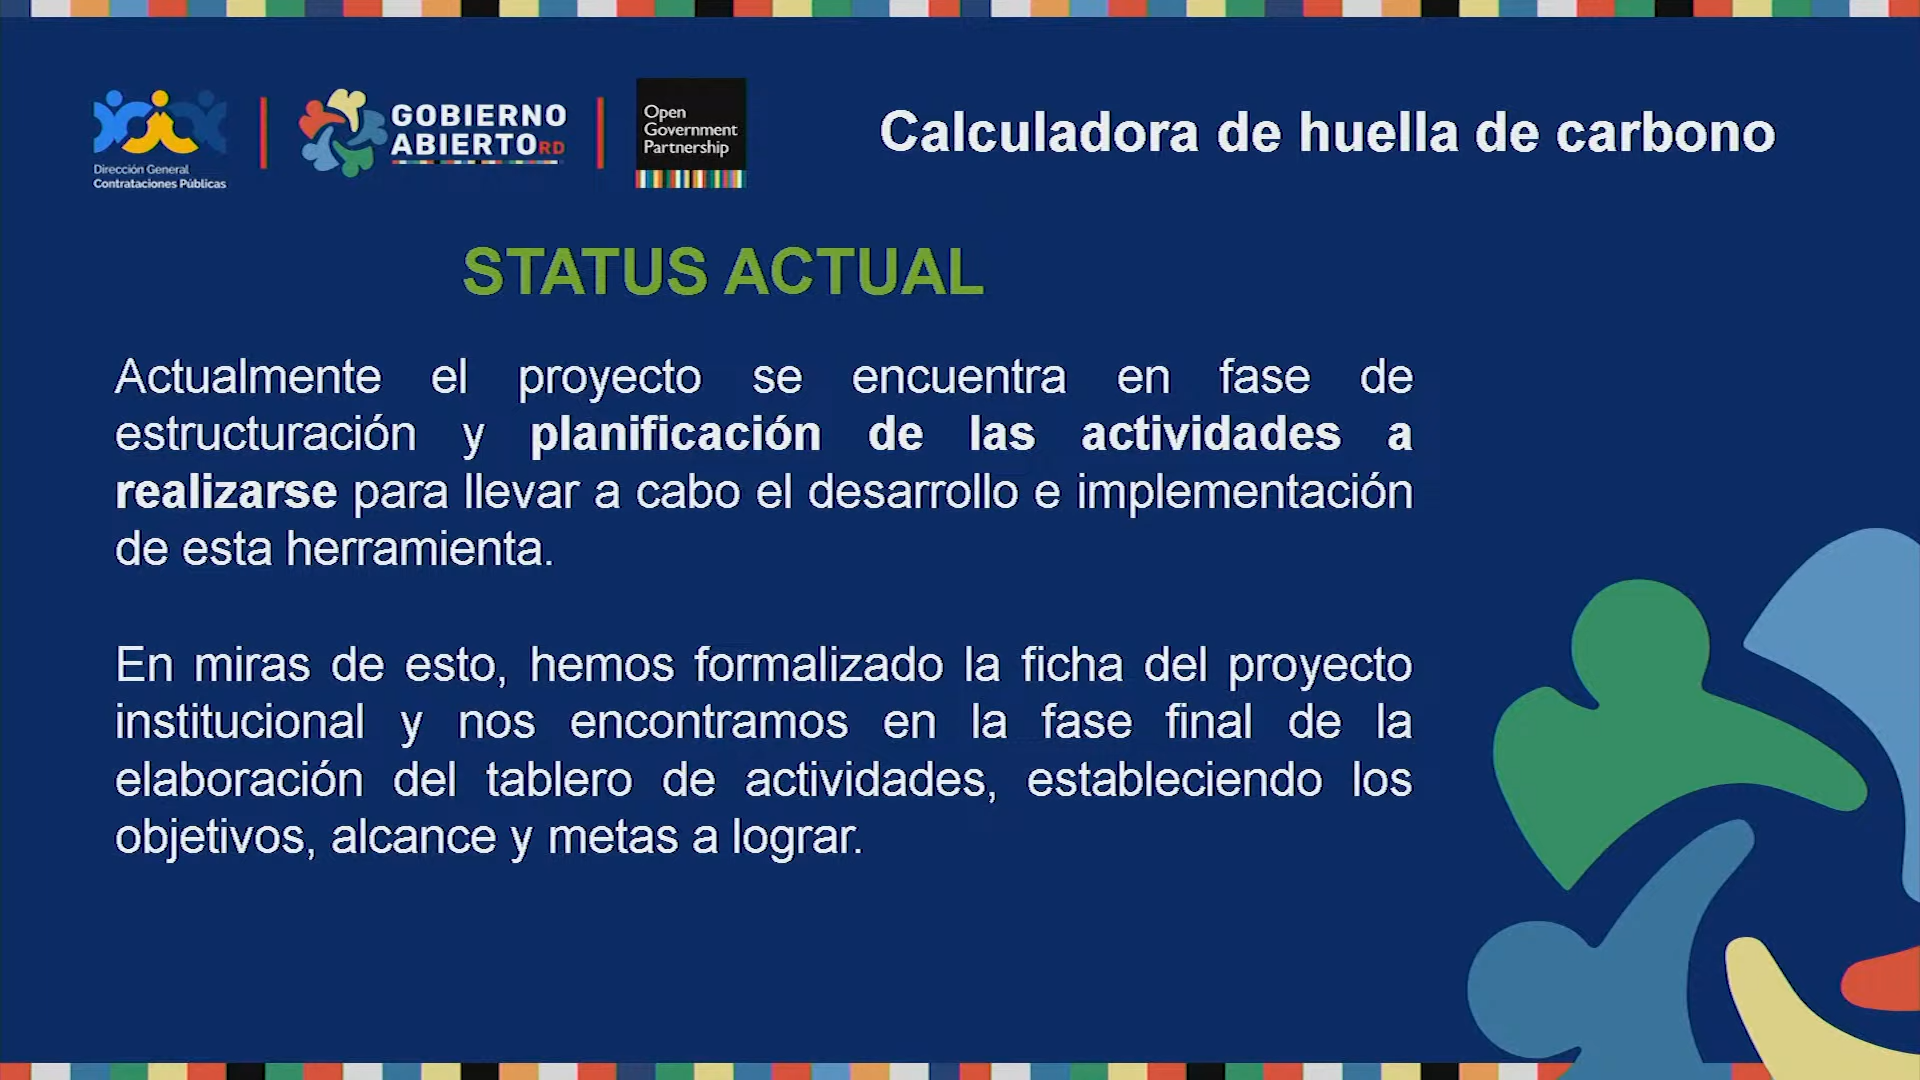 Dirección General
Contrataciones Públicas
GOBIERNO
ABIERTORD
Open
Government
Partnership
Calculadora de huella de carbono
STATUS ACTUAL
Actualmente el proyecto se encuentra en fase de
estructuración y planificación de las actividades a
realizarse para llevar a cabo el desarrollo e implementación
de esta herramienta.
En miras de esto, hemos formalizado la ficha del proyecto
institucional y nos encontramos en la fase final de la
elaboración del tablero de actividades, estableciendo los
objetivos, alcance y metas a lograr.